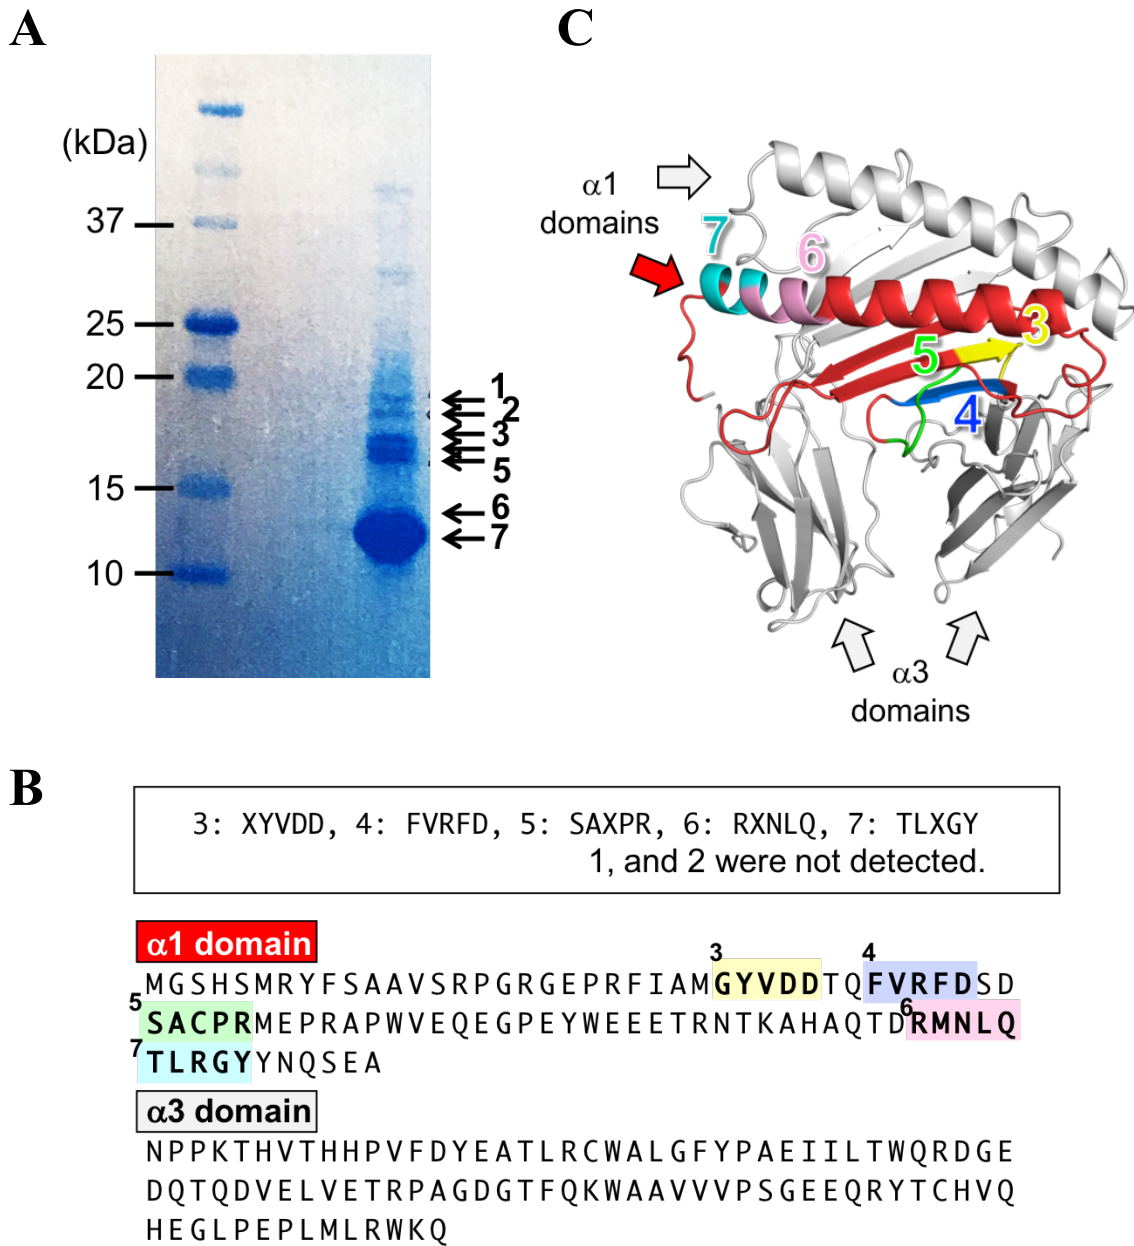 A
(kDa)
37
25
20
15
10
1
2
3
5
6
7
C
α1
domains
7
6
5
3
4
α3
domains
B
3: XYVDD, 4: FVRFD, 5: SAXPR, 6: RXNLQ, 7: TLXGY
1, and 2 were not detected.
α1 domain
3 4
MGSHSMRYFSAAVSRPGRGEPRFIAMGYVDDTQFVRFDSD
5 6
SACPRMEPRAPWVEQEGPEYWEEETRNTKAHAQTDRMNLQ
7
TLRGYYNQSEA
α3 domain
NPPKTHVTHHPVFDYEATLRCWALGFYPAEIILTWQRDGE
DQTQDVELVETRPAGDGTFQKWAAVVVPSGEEQRYTCHVQ
HEGLPEPLMLRWKQ